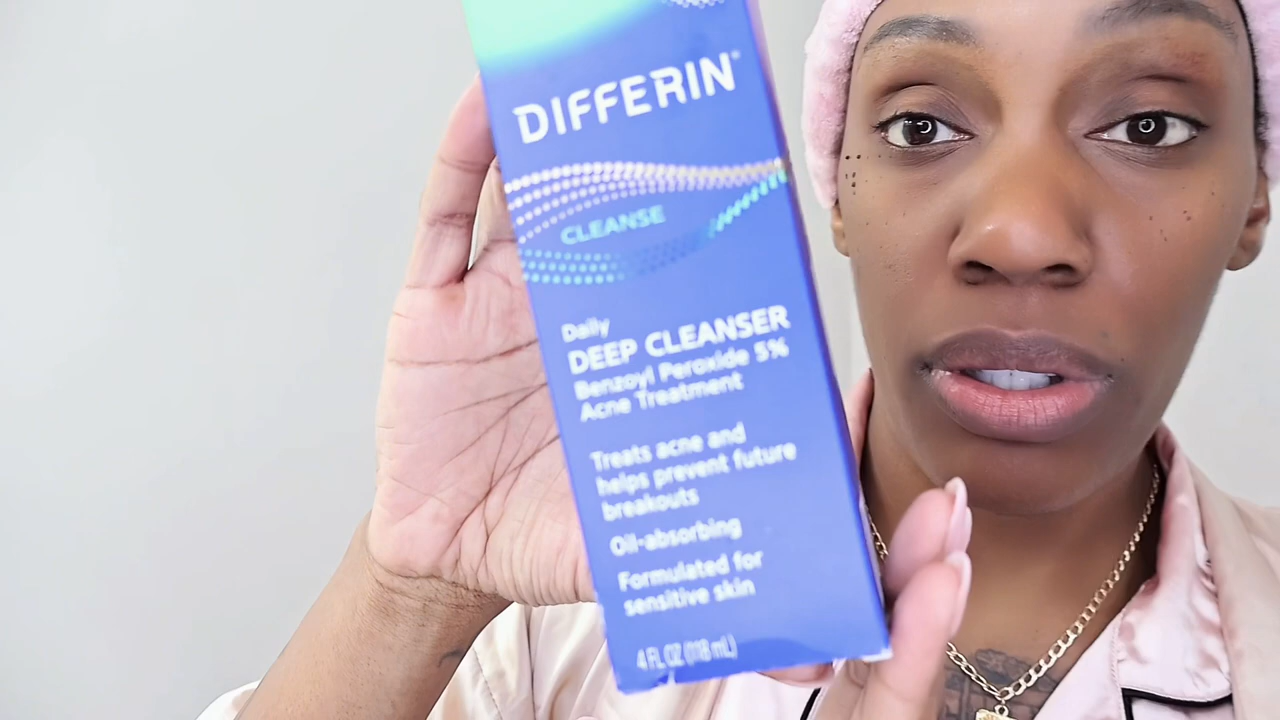 DIFFERIN®
CLEANSE
Daily
DEEP CLEANSER
Benzoyl Peroxide 5%
Acne Treatment
Treats acne and
helps prevent future
breakouts
Oil-absorbing
Formulated for
sensitive skin
4 FL OZ (118 mL)